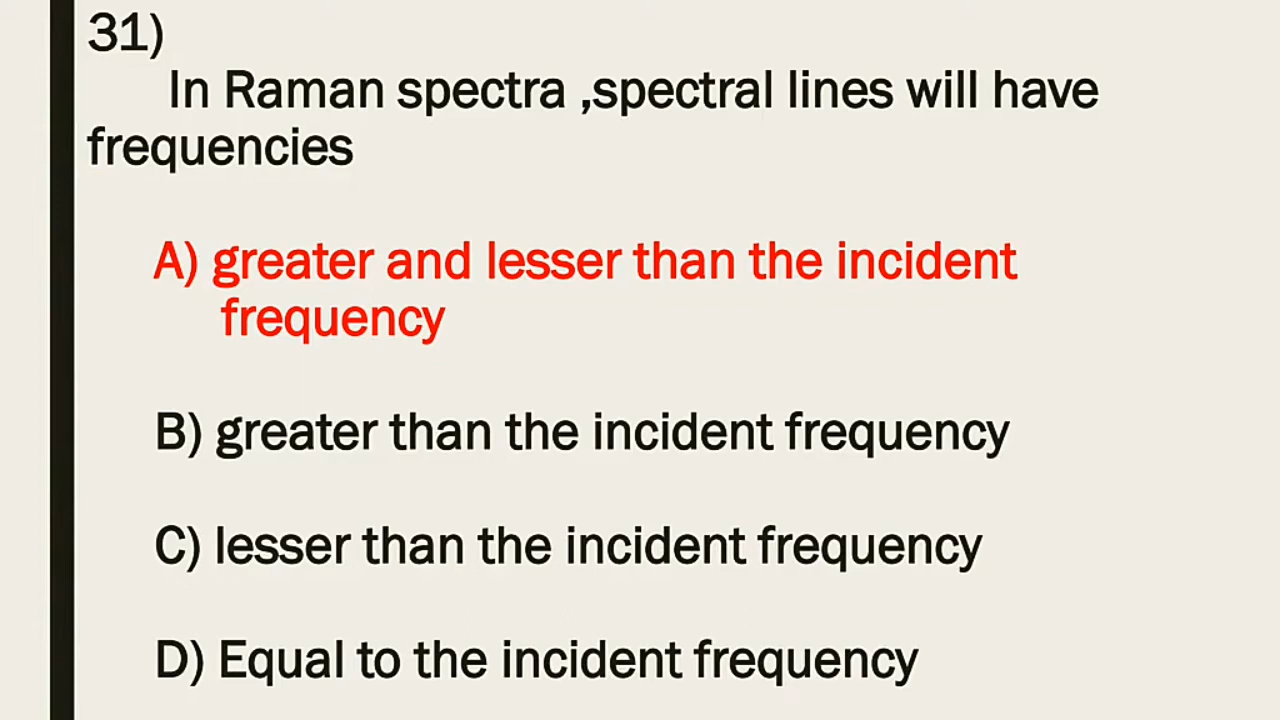 31)
In Raman spectra ,spectral lines will have
frequencies
A) greater and lesser than the incident
frequency
B) greater than the incident frequency
C) lesser than the incident frequency
D) Equal to the incident frequency